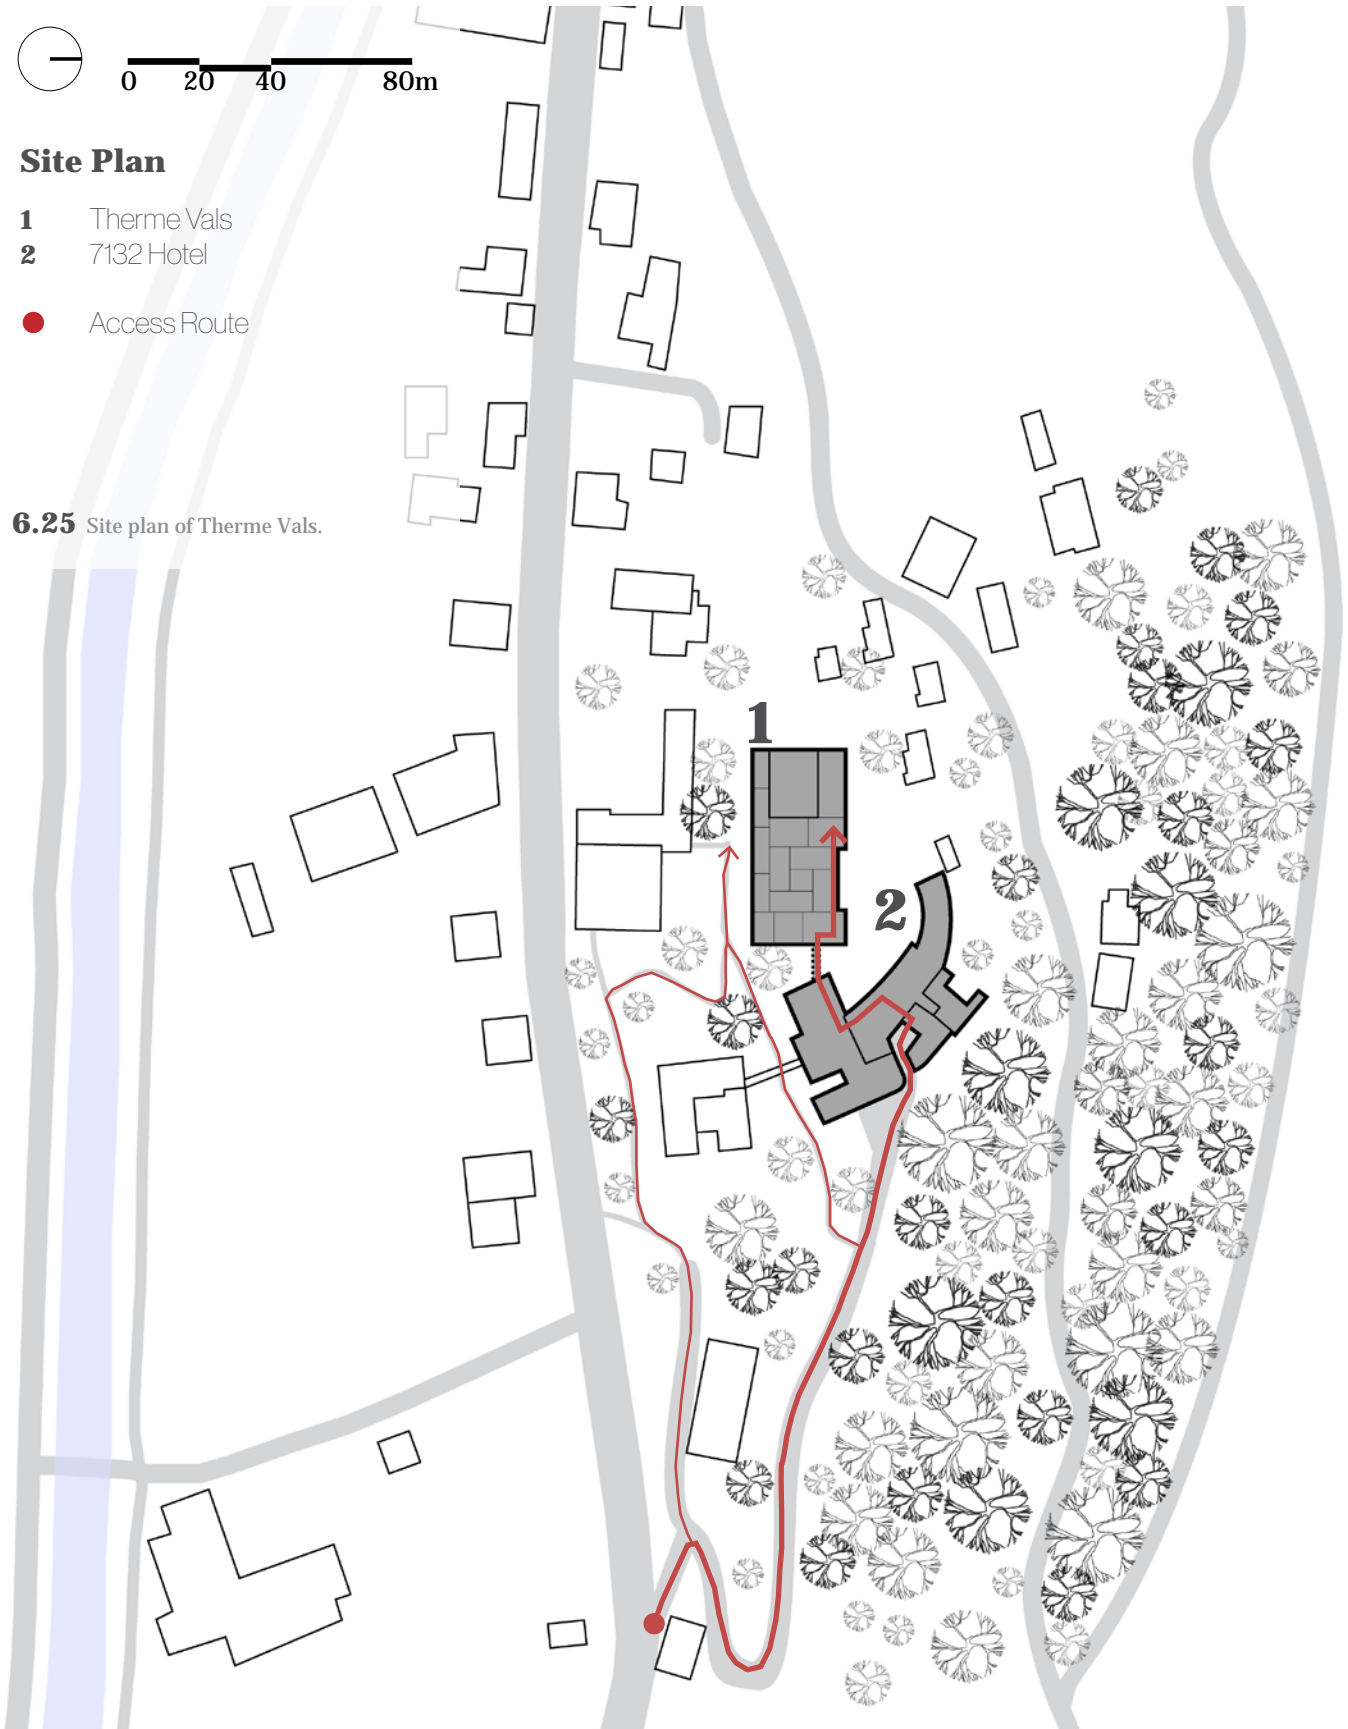 0 20 40 80m
Site Plan
1 Therme Vals
2 7132 Hotel
Access Route
6.25 Site plan of Therme Vals.
1
2